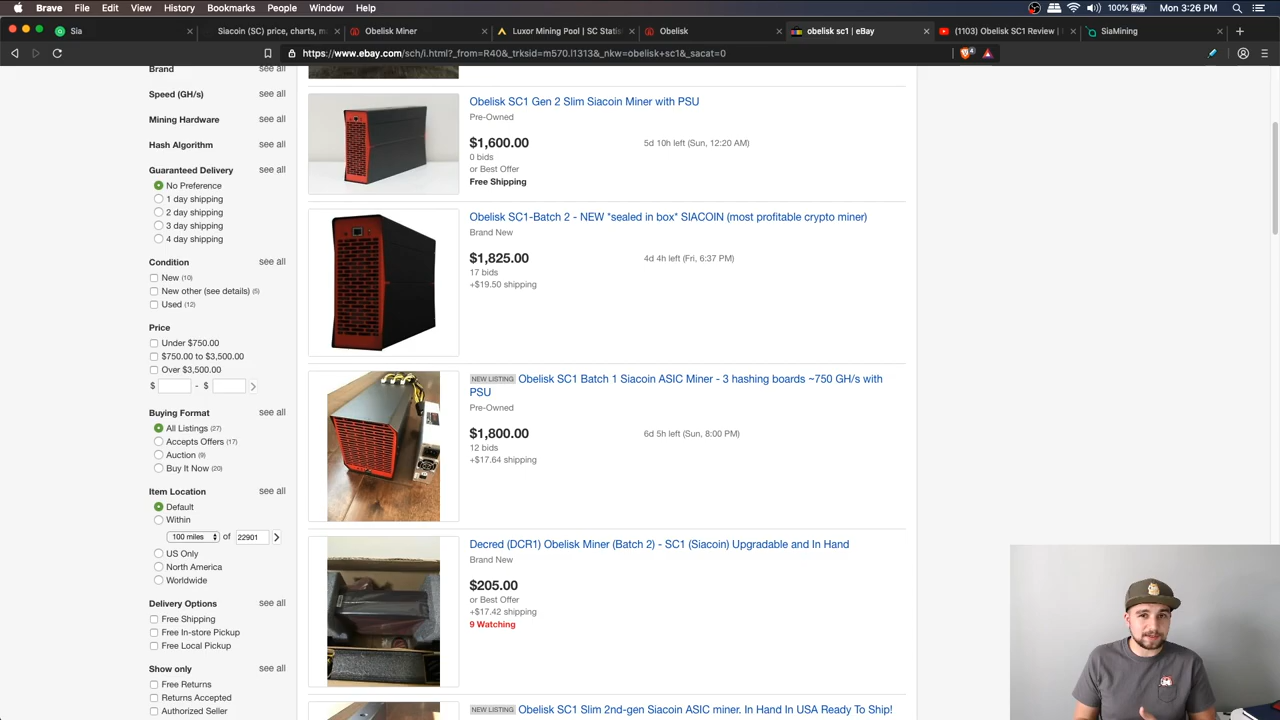 Brave File Edit View History Bookmarks People Window Help
100% Mo 3:26 PM
Sia
Siacoin (SC) price, charts, m
Obelisk Miner
Luxor Mining Pool | SC Statis
Obelisk
obelisk sc1 | eBay
(1103) Obelisk SC1 Review |
SiaMining
https://www.ebay.com/sch/i.html?_from=R40&_trksid=m570.l1313&_nkw=obelisk+sc1&_sacat=0
4
Brand see all
Speed (GH/s) see all
Mining Hardware see all
Hash Algorithm see all
Guaranteed Delivery see all
No Preference
1 day shipping
2 day shipping
3 day shipping
4 day shipping
Condition see all
New (10)
New other (see details) (5)
Used (12)
Price
Under $750.00
$750.00 to $3,500.00
Over $3,500.00
$ - $
Buying Format see all
All Listings (27)
Accepts Offers (17)
Auction (9)
Buy It Now (20)
Item Location see all
Default
Within
100 miles of 22901
US Only
North America
Worldwide
Delivery Options see all
Free Shipping
Free In-store Pickup
Free Local Pickup
Show only see all
Free Returns
Returns Accepted
Authorized Seller
Obelisk SC1 Gen 2 Slim Siacoin Miner with PSU
Pre-Owned
$1,600.00 5d 10h left (Sun, 12:20 AM)
0 bids
or Best Offer
Free Shipping
Obelisk SC1-Batch 2 - NEW *sealed in box* SIACOIN (most profitable crypto miner)
Brand New
$1,825.00 4d 4h left (Fri, 6:37 PM)
17 bids
+$19.50 shipping
NEW LISTING Obelisk SC1 Batch 1 Siacoin ASIC Miner - 3 hashing boards ~750 GH/s with
PSU
Pre-Owned
$1,800.00 6d 5h left (Sun, 8:00 PM)
12 bids
+$17.64 shipping
Decred (DCR1) Obelisk Miner (Batch 2) - SC1 (Siacoin) Upgradable and In Hand
Brand New
$205.00
or Best Offer
+$17.42 shipping
9 Watching
NEW LISTING Obelisk SC1 Slim 2nd-gen Siacoin ASIC miner. In Hand In USA Ready To Ship!